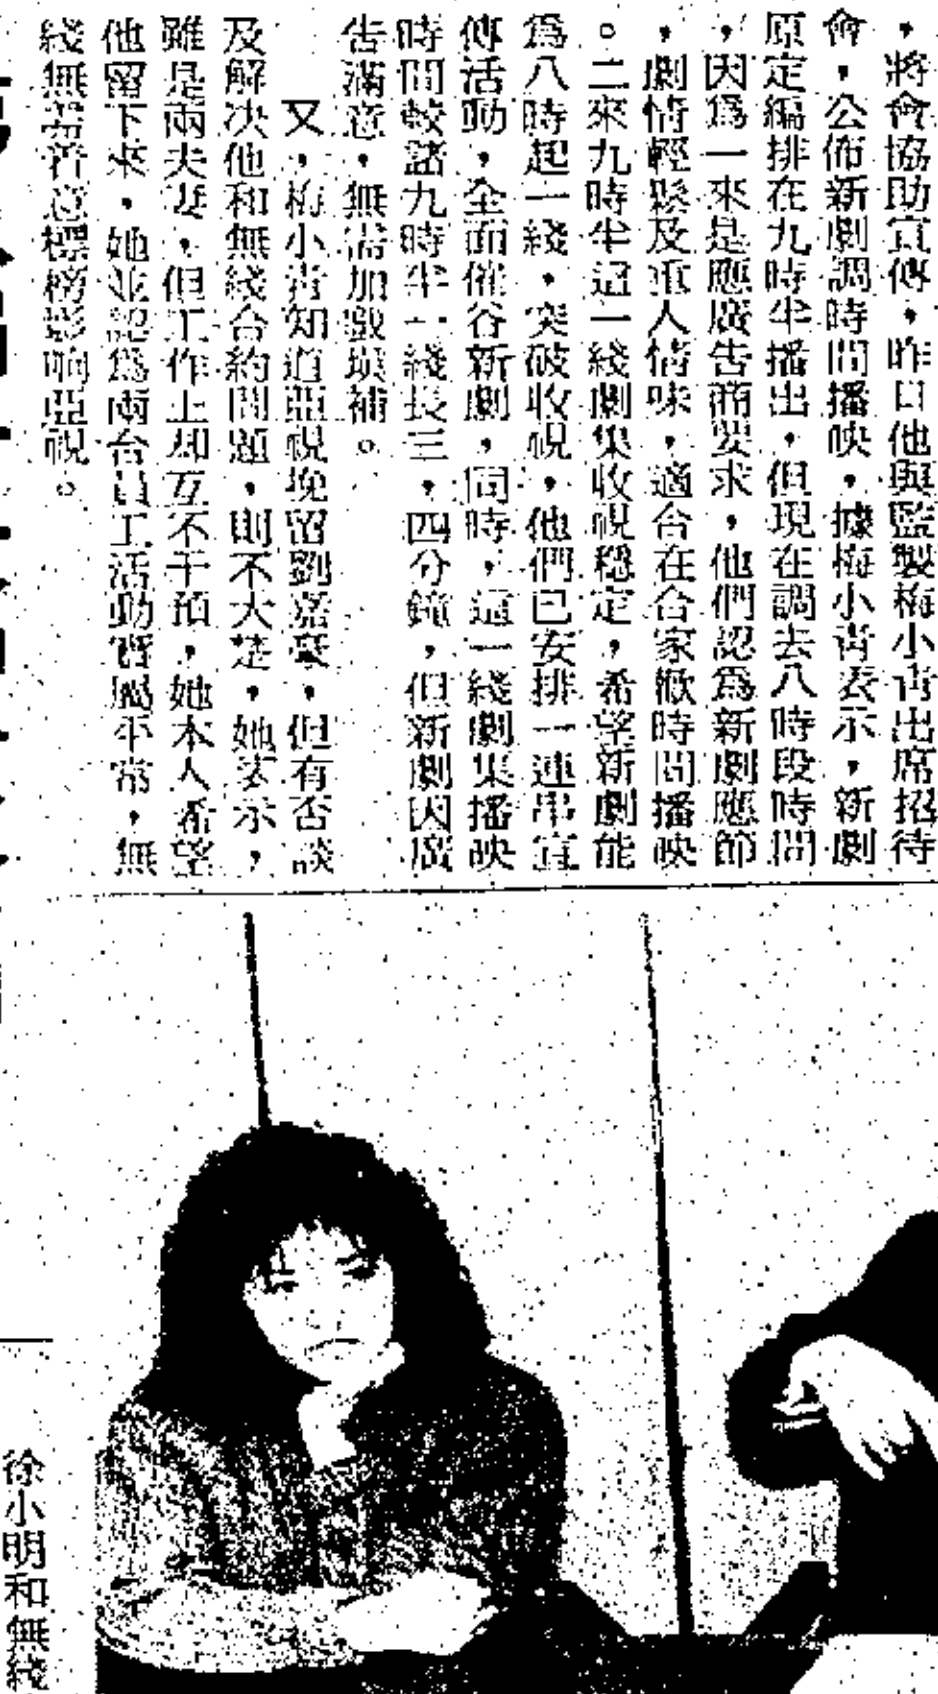 ，將會協助宣傳，昨日他與監製梅小青出席招待
會，公佈新劇調時間播映，據梅小青表示，新劇
原定編排在九時半播出，但現在調去八時段時間
，因為一來是應廣告商要求，他們認為新劇應節
，劇情輕鬆及重人情味，適合在合家歡時間播映
。二來九時半這一綫劇集收視穩定，希望新劇能
為八時起一綫，突破收視，他們已安排一連串宣
傳活動，全面催谷新劇，同時，這一綫劇集播映
時間較諸九時半一綫長三，四分鐘，但新劇因廣
告滿意，無需加戲填補。
又，梅小青知道亞視挽留劉嘉豪，但有否談
及解決他和無綫合約問題，則不大楚，她表示，
雖是兩夫妻，但工作上却互不干預，她本人希望
他留下來，她並認為兩台員工活動實屬平常，無
綫無若着意標榜影响亞視。
徐小明和無綫